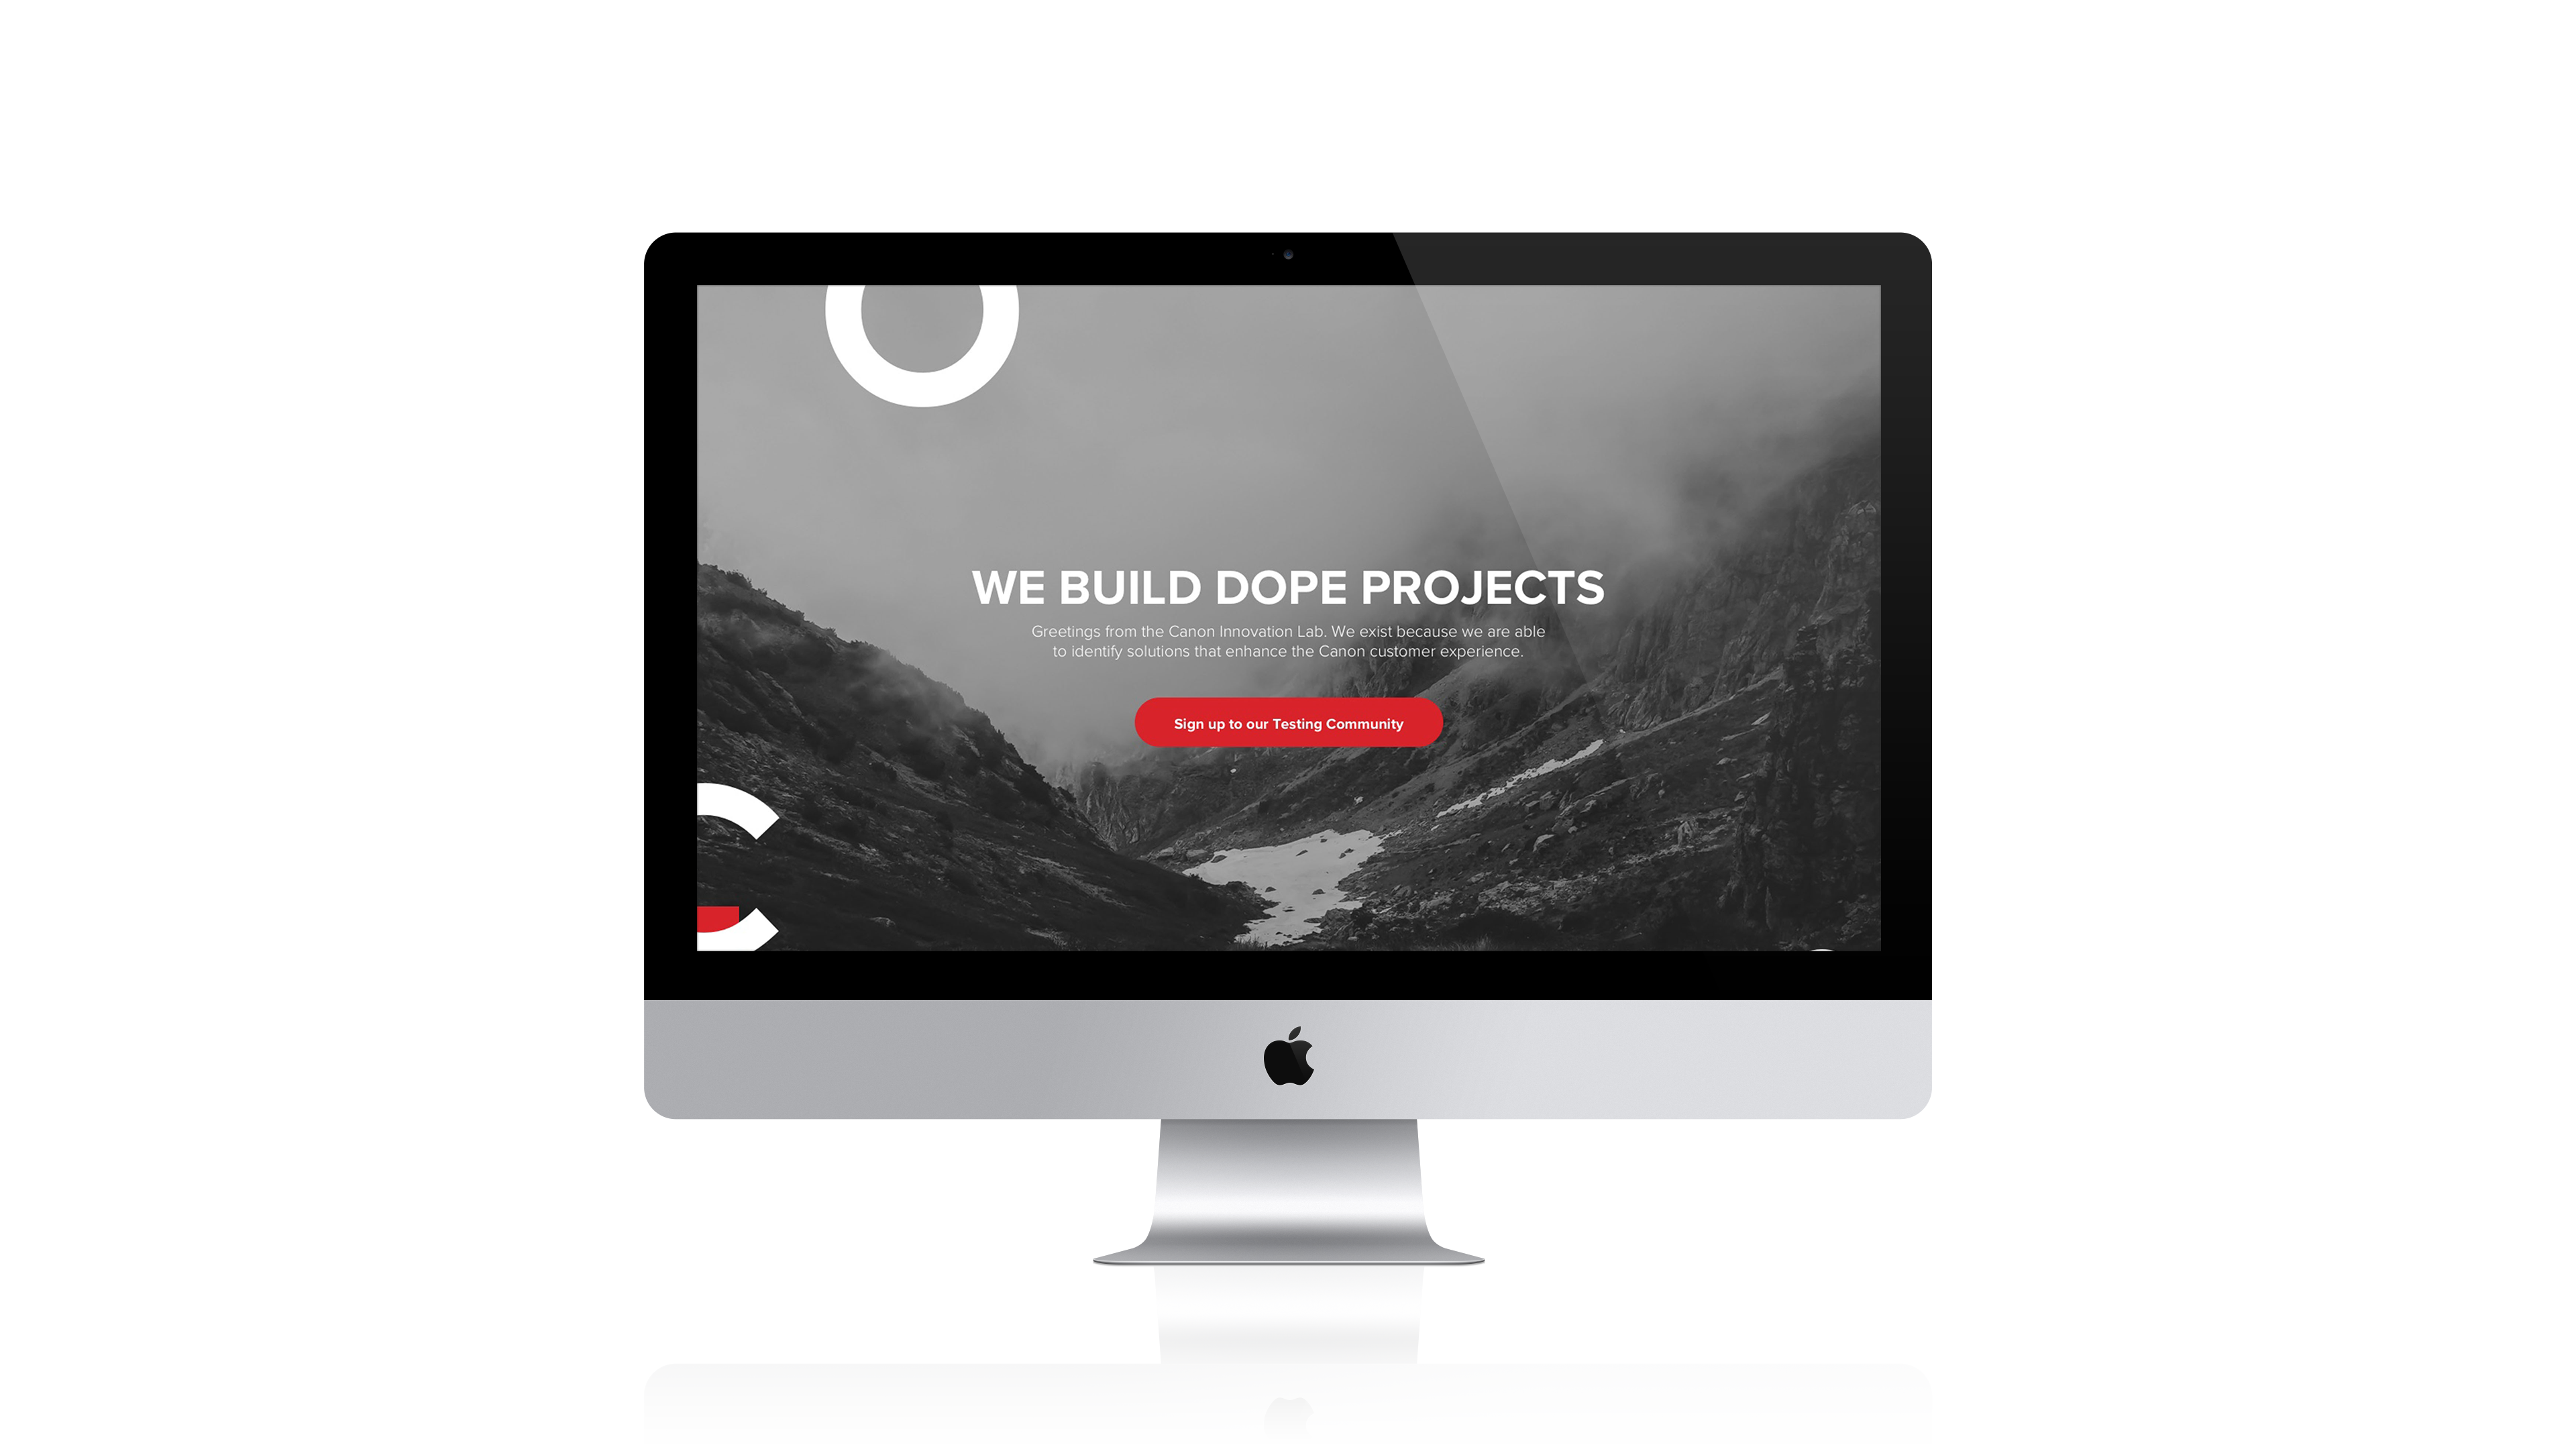 WE BUILD DOPE PROJECTS
Greetings from the Canon Innovation Lab. We exist because we are able
to identify solutions that enhance the Canon customer experience.
Sign up to our Testing Community